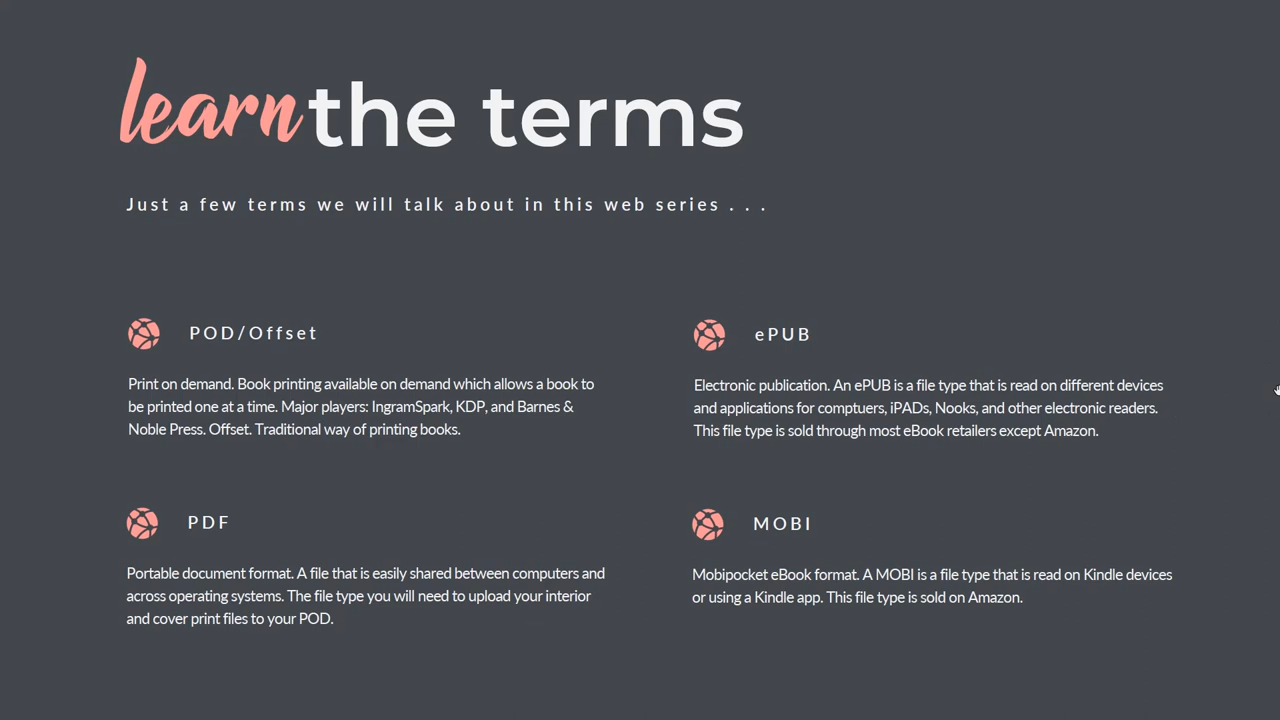 learn the terms
Just a few terms we will talk about in this web series . . .
POD/Offset
Print on demand. Book printing available on demand which allows a book to
be printed one at a time. Major players: IngramSpark, KDP, and Barnes &
Noble Press. Offset. Traditional way of printing books.
ePUB
Electronic publication. An ePUB is a file type that is read on different devices
and applications for comptuers, iPADs, Nooks, and other electronic readers.
This file type is sold through most eBook retailers except Amazon.
PDF
Portable document format. A file that is easily shared between computers and
across operating systems. The file type you will need to upload your interior
and cover print files to your POD.
MOBI
Mobipocket eBook format. A MOBI is a file type that is read on Kindle devices
or using a Kindle app. This file type is sold on Amazon.